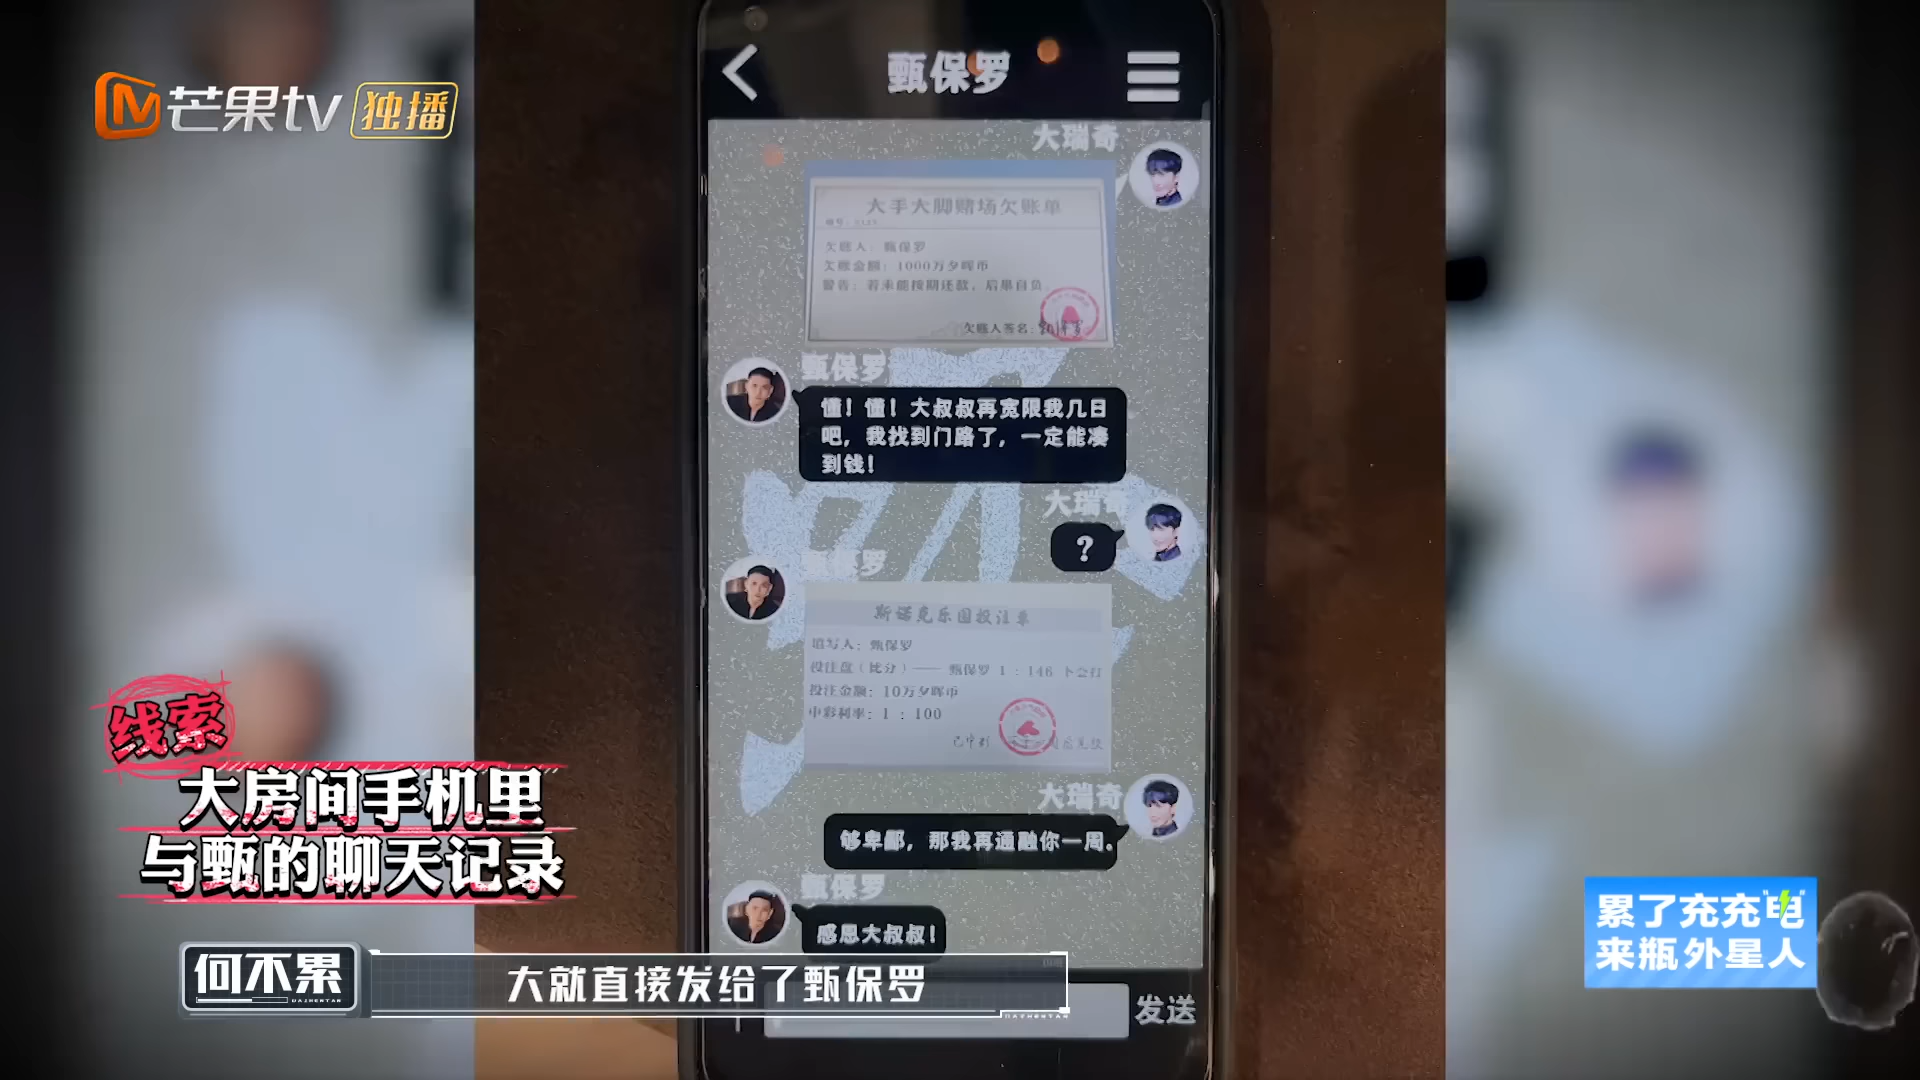 芒果tv 独播
甄保罗
大瑞奇
大手大脚赌场欠账单
欠账人：甄保罗
欠账金额：1000万夕晖币
警告：若未能按期还款，后果自负
欠账人签名：
甄保罗
懂！懂！大叔叔再宽限我几日
吧，我找到门路了，一定能凑
到钱！
大瑞奇
？
斯诺克乐园投注单
填写人：甄保罗
投注盘（比分）—— 甄保罗 1：146 卜会打
投注金额：10万夕晖币
中彩利率：1：100
已中彩
大瑞奇
够卑鄙，那我再通融你一周。
甄保罗
感恩大叔叔！
发送
线索
大房间手机里
与甄的聊天记录
何不累
大就直接发给了甄保罗
累了充充"电"
来瓶外星人